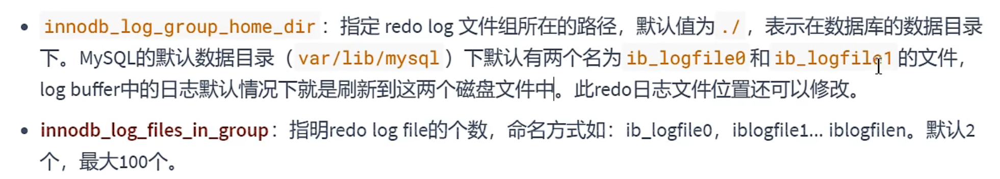 • innodb_log_group_home_dir：指定 redo log 文件组所在的路径，默认值为 ./，表示在数据库的数据目录
下。MySQL的默认数据目录（var/lib/mysql）下默认有两个名为 ib_logfile0 和 ib_logfile1 的文件，
log buffer中的日志默认情况下就是刷新到这两个磁盘文件中。此redo日志文件位置还可以修改。
• innodb_log_files_in_group：指明redo log file的个数，命名方式如：ib_logfile0，iblogfile1... iblogfilen。默认2
个，最大100个。